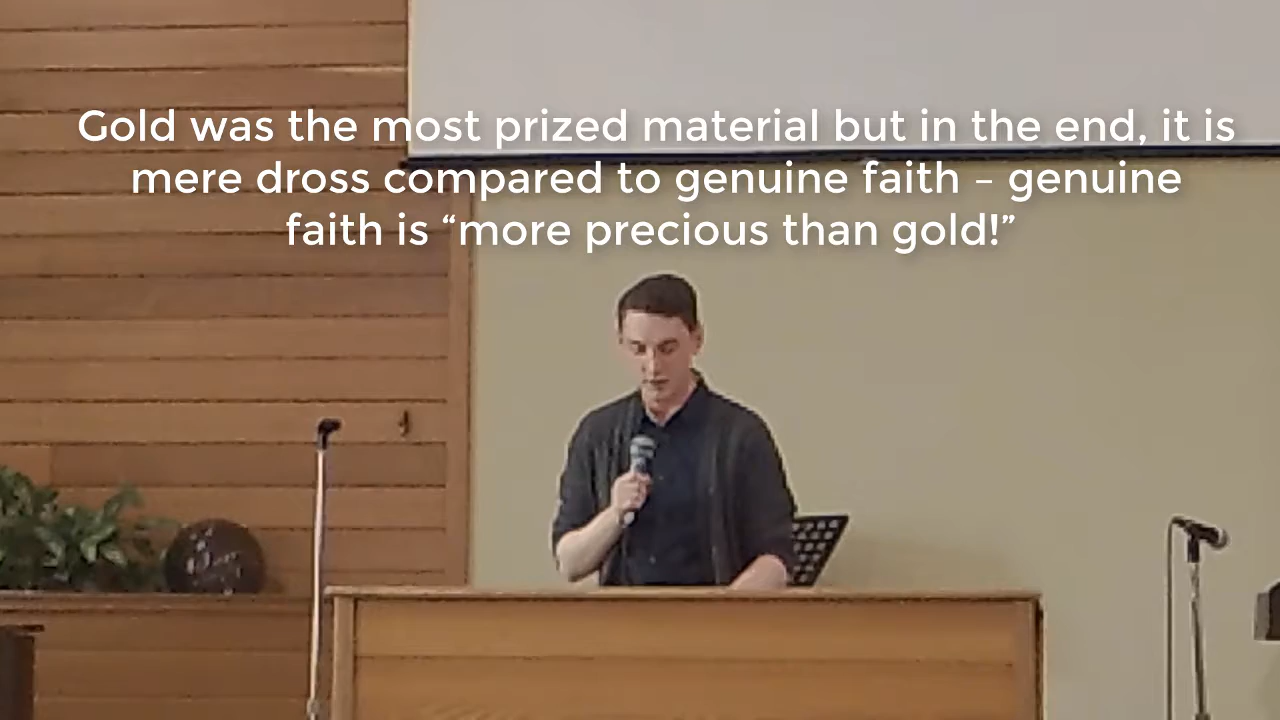 Gold was the most prized material but in the end, it is
mere dross compared to genuine faith – genuine
faith is “more precious than gold!”